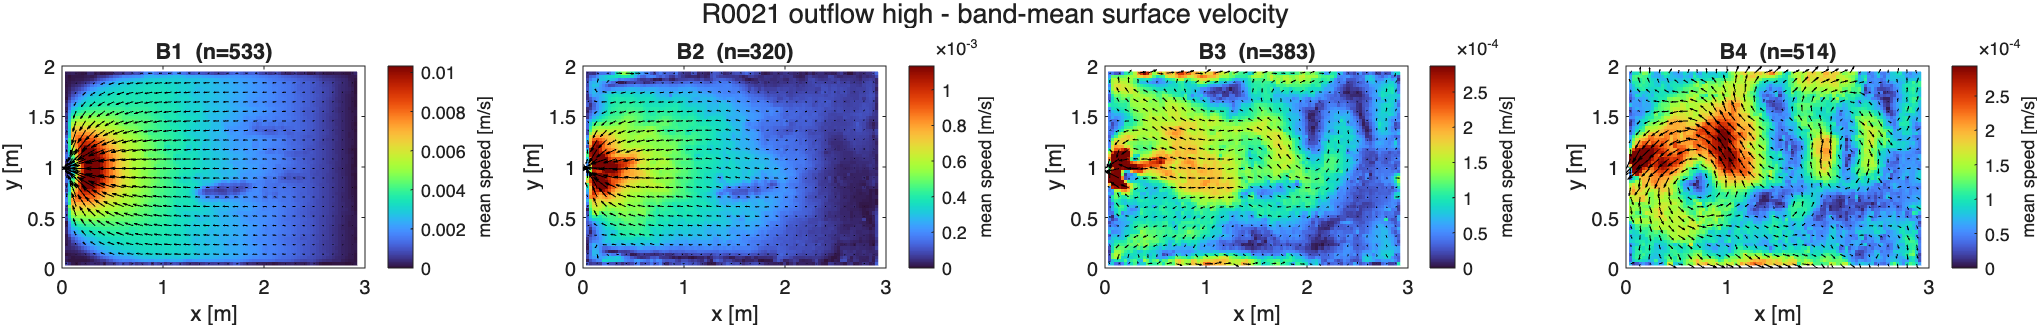 R0021 outflow high - band-mean surface velocity
B1 (n=533)
2
1.5
1
0.5
0
y [m]
0 1 2 3
x [m]
0.01
0.008
0.006
0.004
0.002
0
mean speed [m/s]
B2 (n=320)
×10-3
2
1.5
1
0.5
0
y [m]
0 1 2 3
x [m]
1
0.8
0.6
0.4
0.2
0
mean speed [m/s]
B3 (n=383)
×10-4
2
1.5
1
0.5
0
y [m]
0 1 2 3
x [m]
2.5
2
1.5
1
0.5
0
mean speed [m/s]
B4 (n=514)
×10-4
2
1.5
1
0.5
0
y [m]
0 1 2 3
x [m]
2.5
2
1.5
1
0.5
0
mean speed [m/s]